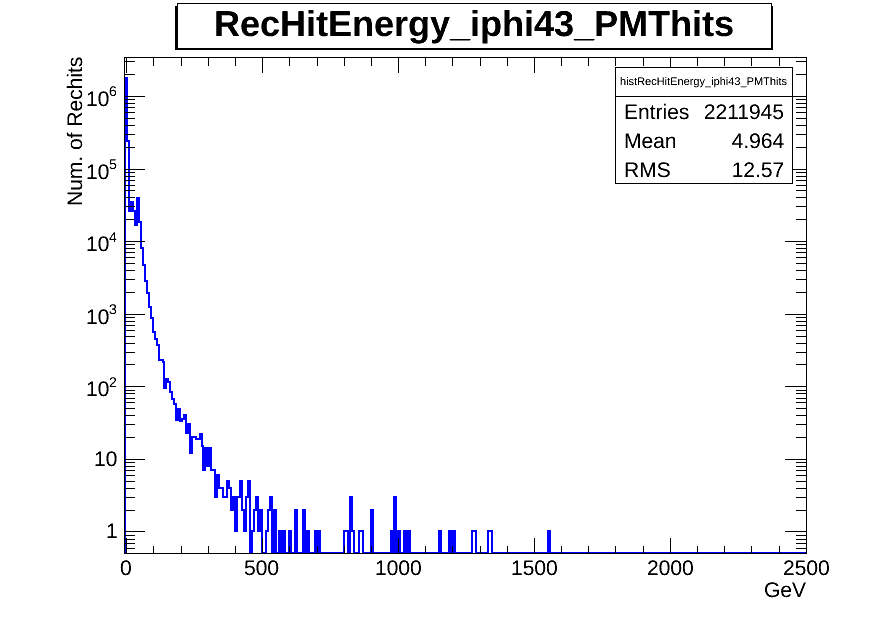 RecHitEnergy_iphi43_PMThits
histRecHitEnergy_iphi43_PMThits
Entries 2211945
Mean 4.964
RMS 12.57
Num. of Rechits
10^6
10^5
10^4
10^3
10^2
10
1
0 500 1000 1500 2000 2500
GeV